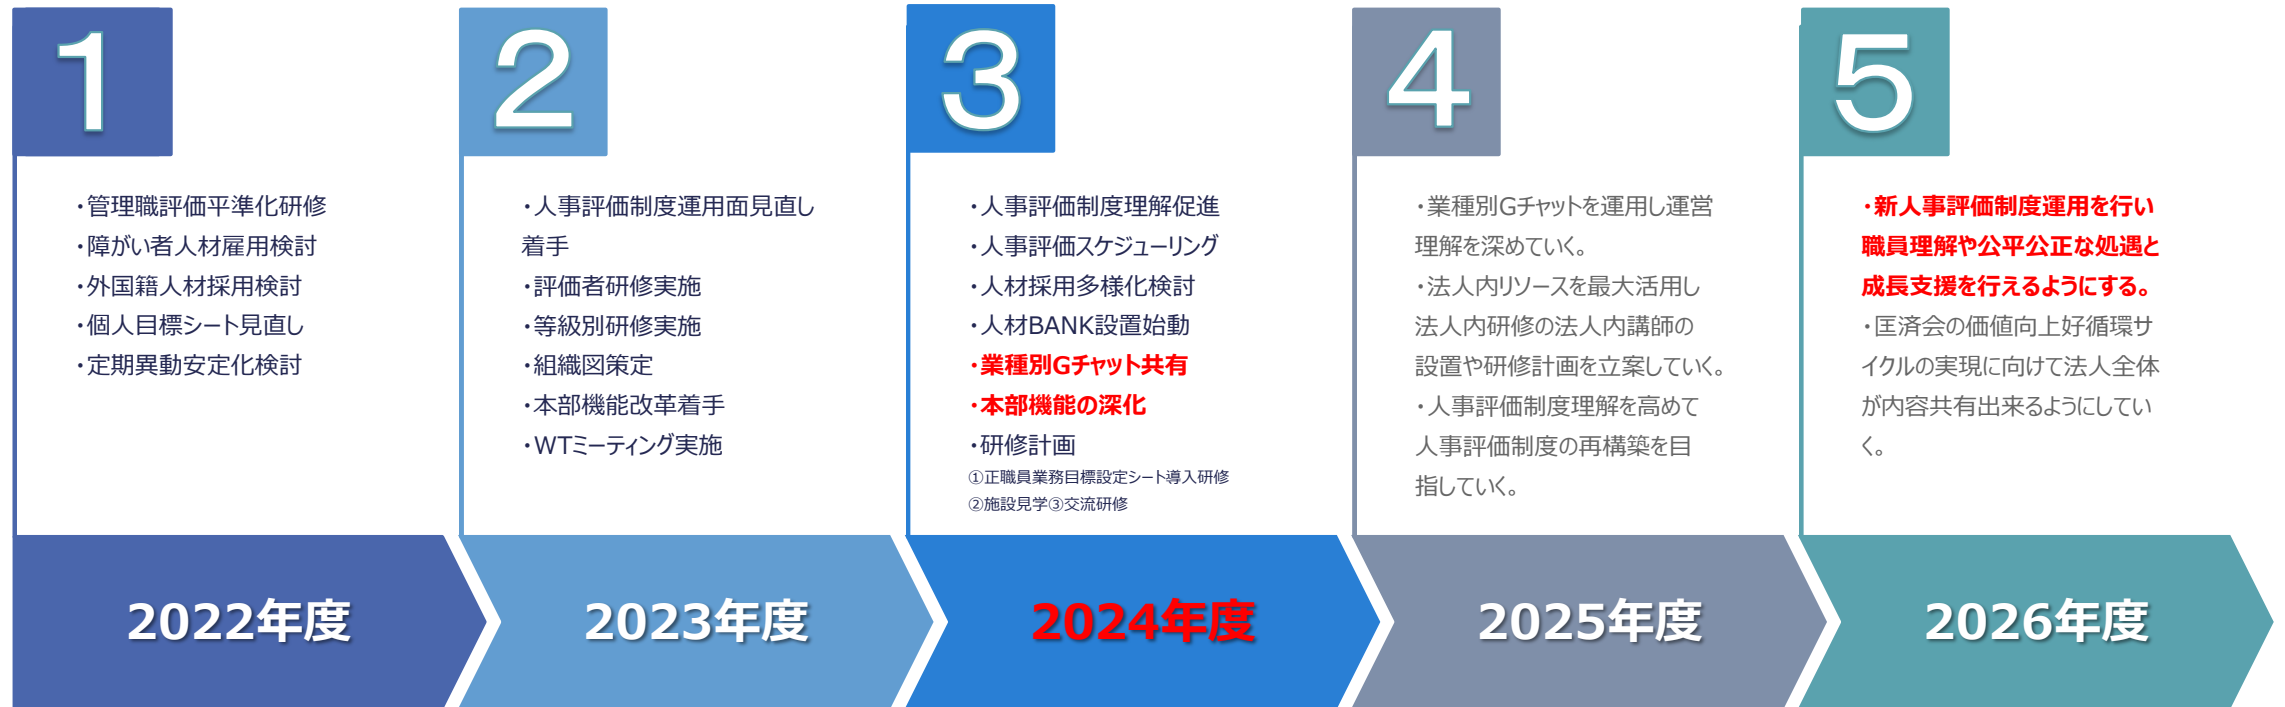 1
・管理職評価平準化研修
・障がい者人材雇用検討
・外国籍人材採用検討
・個人目標シート見直し
・定期異動安定化検討
2022年度
2
・人事評価制度運用面見直し
着手
・評価者研修実施
・等級別研修実施
・組織図策定
・本部機能改革着手
・WTミーティング実施
2023年度
3
・人事評価制度理解促進
・人事評価スケジューリング
・人材採用多様化検討
・人材BANK設置始動
・業種別Gチャット共有
・本部機能の深化
・研修計画
①正職員業務目標設定シート導入研修
②施設見学③交流研修
2024年度
4
・業種別Gチャットを運用し運営
理解を深めていく。
・法人内リソースを最大活用し
法人内研修の法人内講師の
設置や研修計画を立案していく。
・人事評価制度理解を高めて
人事評価制度の再構築を目
指していく。
2025年度
5
・新人事評価制度運用を行い
職員理解や公平公正な処遇と
成長支援を行えるようにする。
・匡済会の価値向上好循環サ
イクルの実現に向けて法人全体
が内容共有出来るようにしてい
く。
2026年度